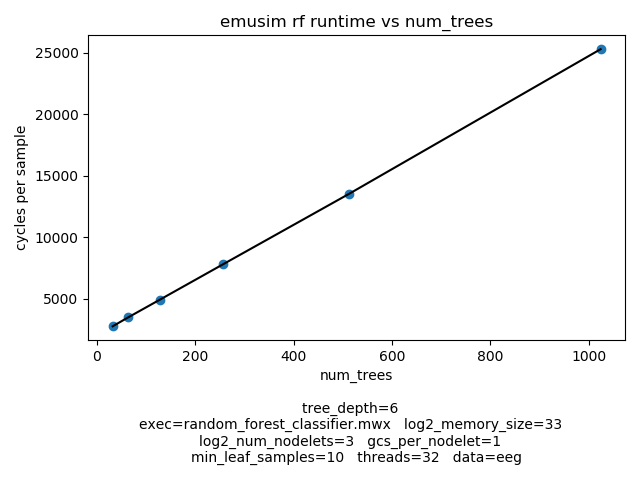 emusim rf runtime vs num_trees
cycles per sample
25000
20000
15000
10000
5000
0 200 400 600 800 1000
num_trees
tree_depth=6
exec=random_forest_classifier.mwx log2_memory_size=33
log2_num_nodelets=3 gcs_per_nodelet=1
min_leaf_samples=10 threads=32 data=eeg